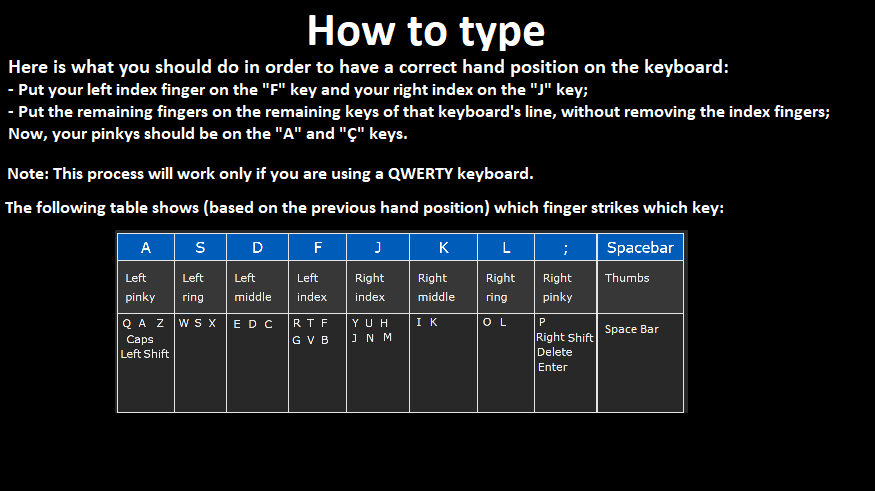 How to type
Here is what you should do in order to have a correct hand position on the keyboard:
- Put your left index finger on the "F" key and your right index on the "J" key;
- Put the remaining fingers on the remaining keys of that keyboard's line, without removing the index fingers;
Now, your pinkys should be on the "A" and "Ç" keys.
Note: This process will work only if you are using a QWERTY keyboard.
The following table shows (based on the previous hand position) which finger strikes which key:
A S D F J K L ; Spacebar
Left Left Left Left Right Right Right Right Thumbs
pinky ring middle index index middle ring pinky
Q A Z W S X E D C R T F Y U H I K O L P Space Bar
Caps G V B J N M Right Shift
Left Shift Delete
Enter